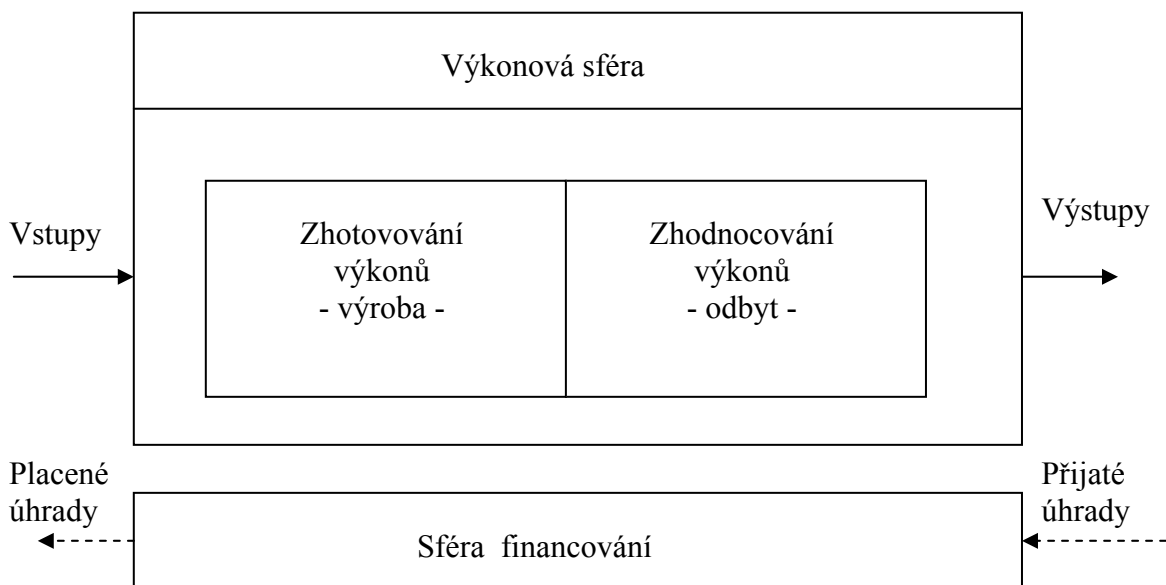 Výkonová sféra
Vstupy
Zhotovování
výkonů
- výroba -
Zhodnocování
výkonů
- odbyt -
Výstupy
Placené
úhrady
Sféra financování
Přijaté
úhrady